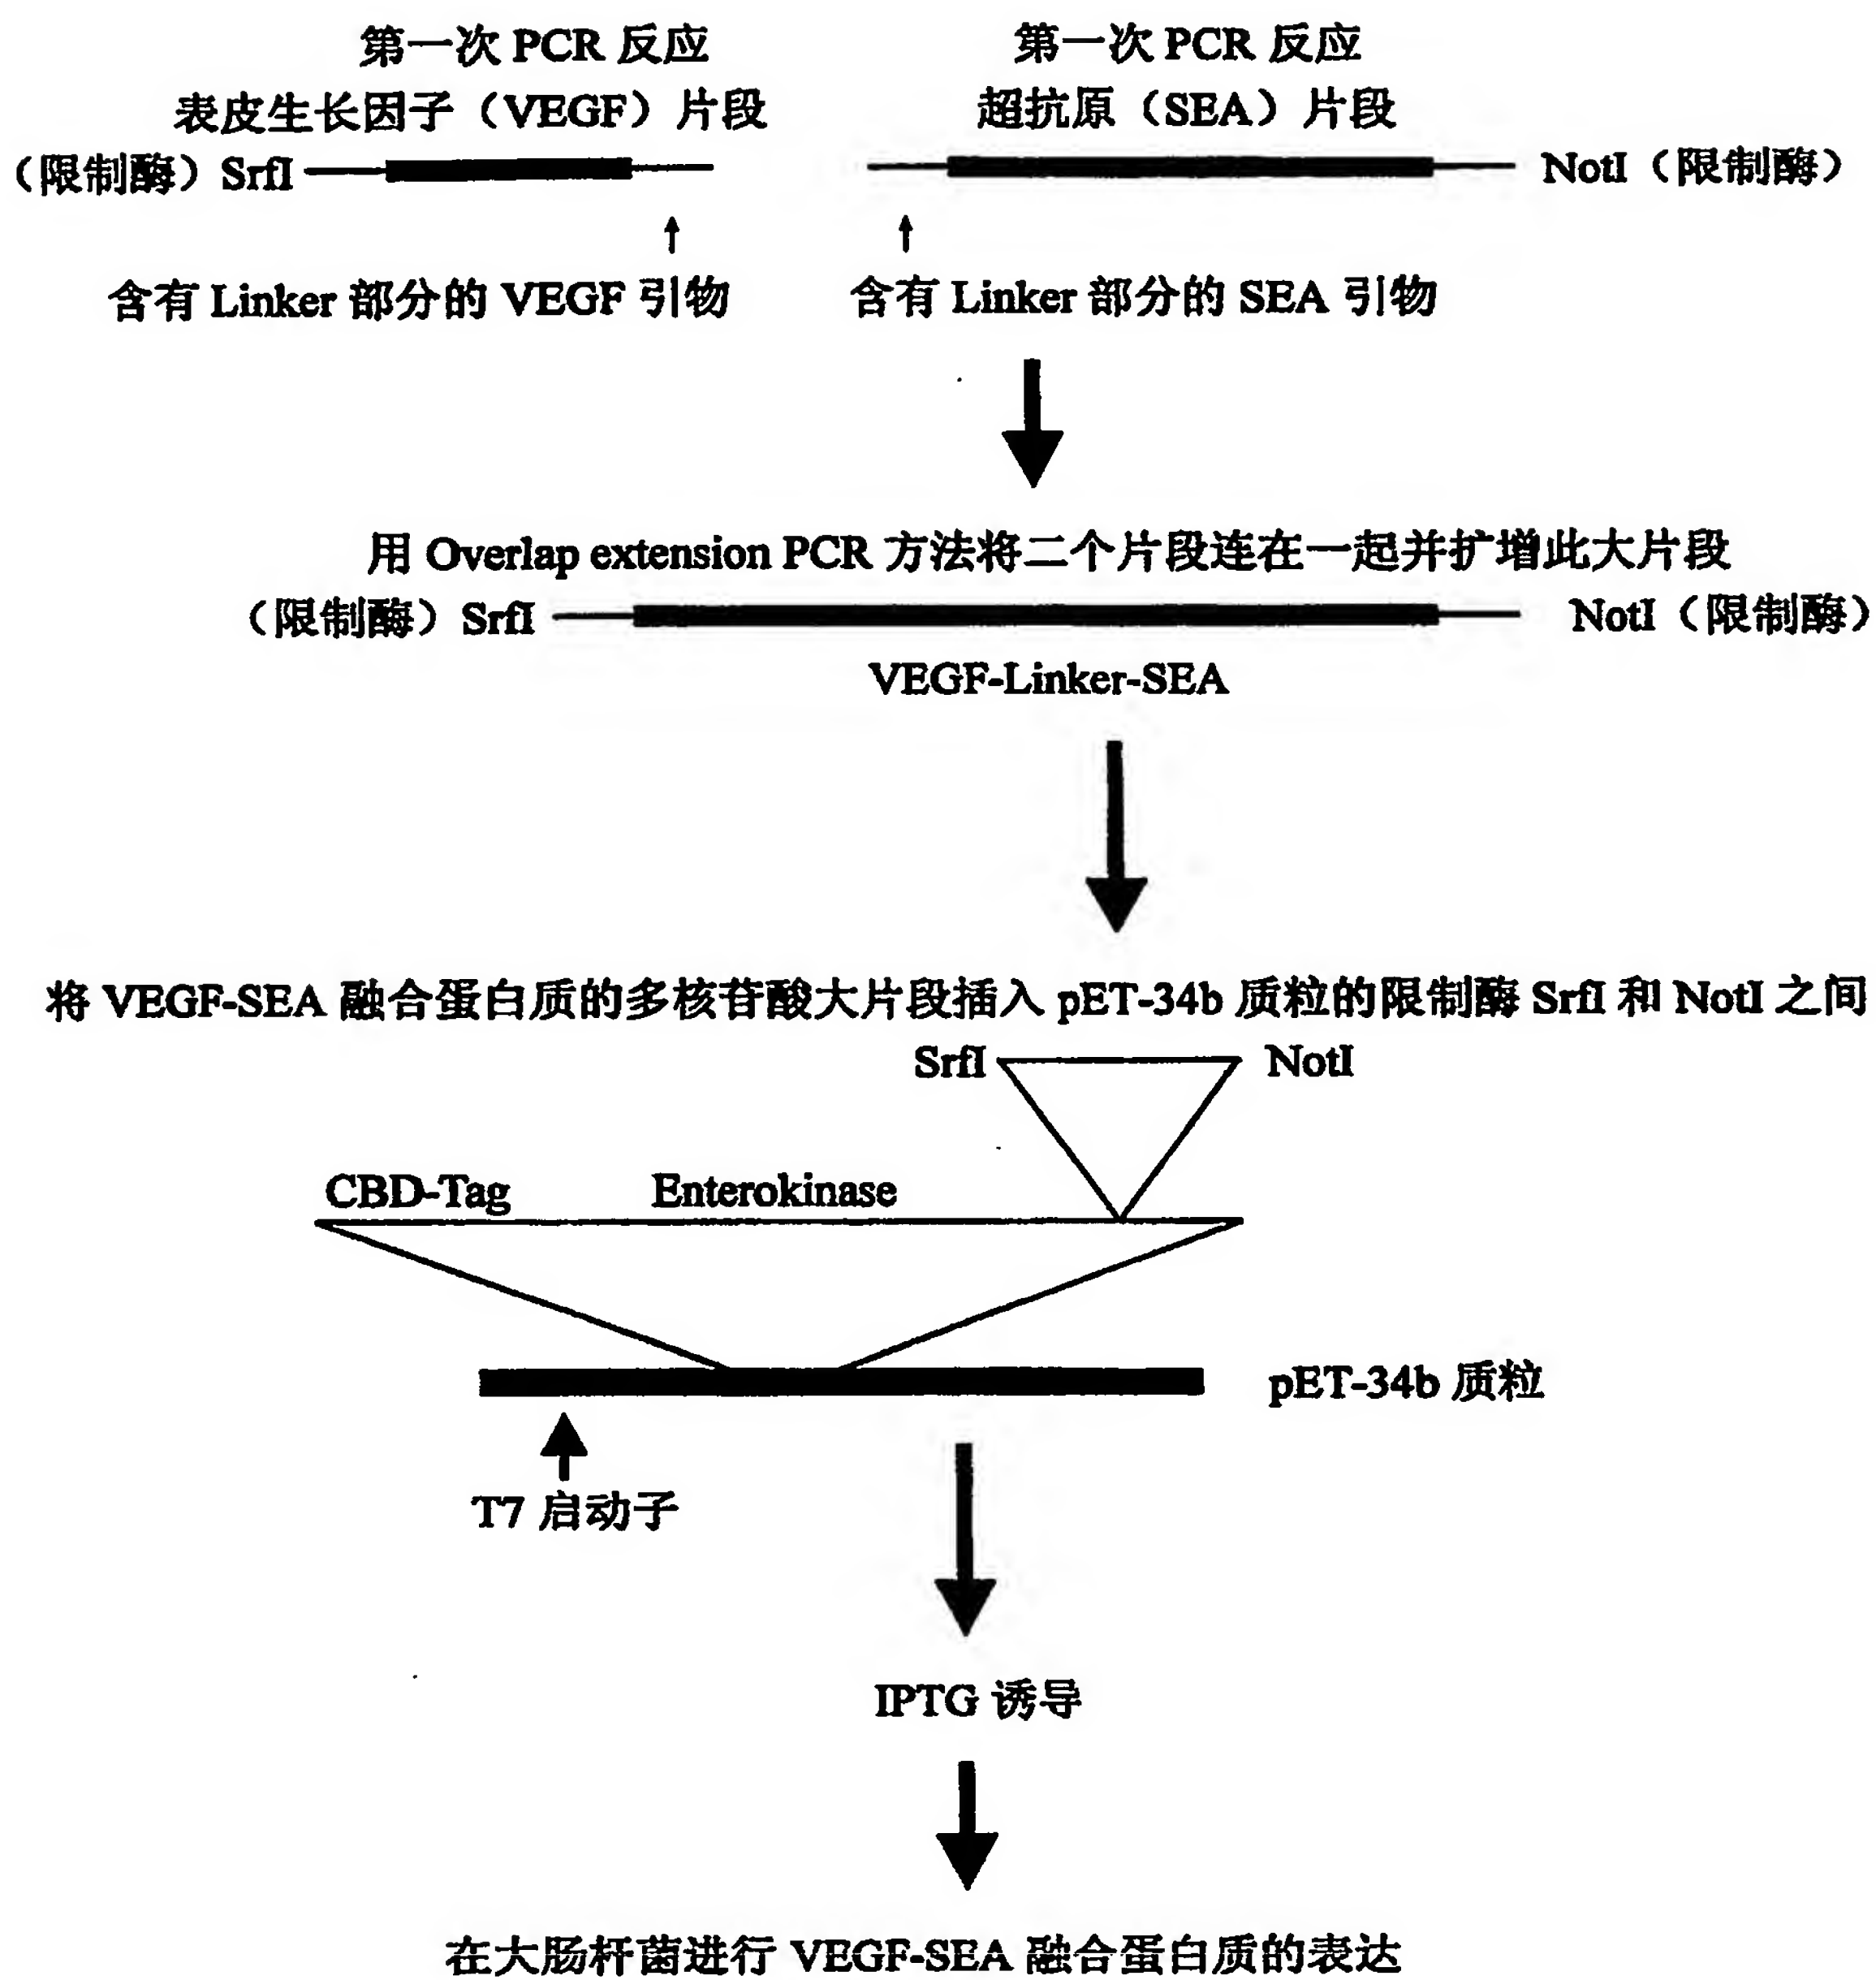 第一次 PCR 反应
表皮生长因子（VEGF）片段
（限制酶）SrfI
第一次 PCR 反应
超抗原（SEA）片段
NotI（限制酶）
含有 Linker 部分的 VEGF 引物
含有 Linker 部分的 SEA 引物
用 Overlap extension PCR 方法将二个片段连在一起并扩增此大片段
（限制酶）SrfI
NotI（限制酶）
VEGF-Linker-SEA
将 VEGF-SEA 融合蛋白质的多核苷酸大片段插入 pET-34b 质粒的限制酶 SrfI 和 NotI 之间
SrfI
NotI
CBD-Tag
Enterokinase
pET-34b 质粒
T7 启动子
IPTG 诱导
在大肠杆菌进行 VEGF-SEA 融合蛋白质的表达